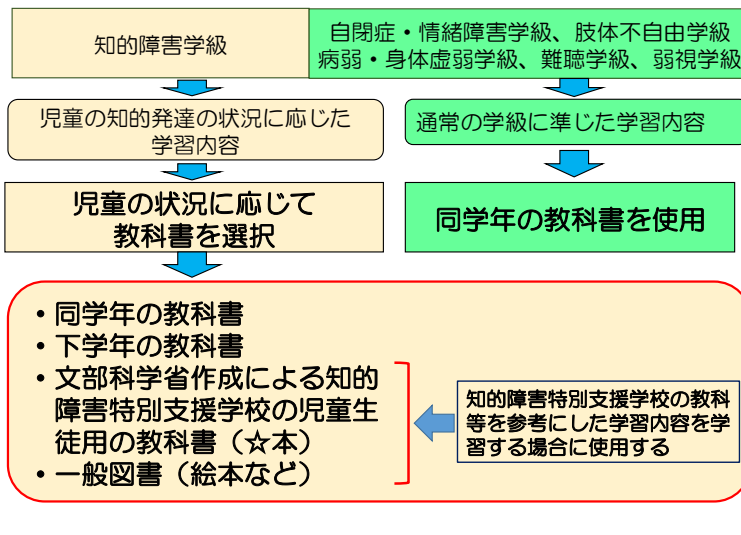 知的障害学級
自閉症・情緒障害学級、肢体不自由学級
病弱・身体虚弱学級、難聴学級、弱視学級
児童の知的発達の状況に応じた
学習内容
通常の学級に準じた学習内容
児童の状況に応じて
教科書を選択
同学年の教科書を使用
・同学年の教科書
・下学年の教科書
・文部科学省作成による知的
障害特別支援学校の児童生
徒用の教科書（☆本）
・一般図書（絵本など）
知的障害特別支援学校の教科
等を参考にした学習内容を学
習する場合に使用する